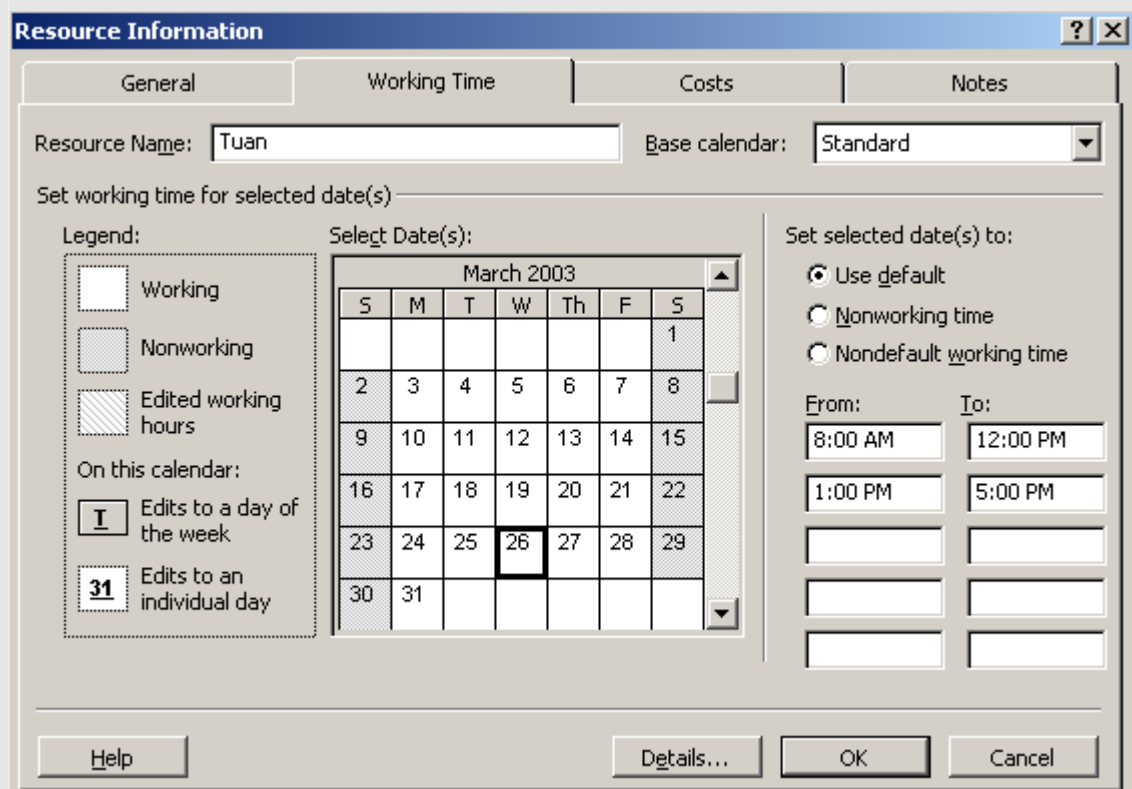 Resource Information
General Working Time Costs Notes
Resource Name: Tuan Base calendar: Standard
Set working time for selected date(s)
Legend:
Working
Nonworking
Edited working
hours
On this calendar:
T Edits to a day of
the week
31 Edits to an
individual day
Select Date(s):
March 2003
S M T W Th F S
1
2 3 4 5 6 7 8
9 10 11 12 13 14 15
16 17 18 19 20 21 22
23 24 25 26 27 28 29
30 31
Set selected date(s) to:
Use default
Nonworking time
Nondefault working time
From: To:
8:00 AM 12:00 PM
1:00 PM 5:00 PM
Help Details... OK Cancel